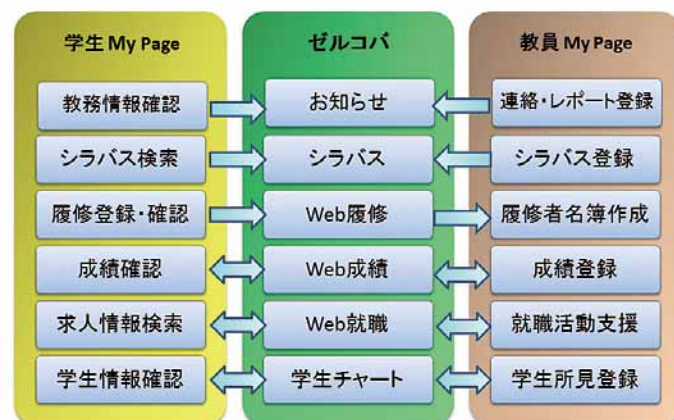 学生 My Page ゼルコバ 教員 My Page
教務情報確認 お知らせ 連絡・レポート登録
シラバス検索 シラバス シラバス登録
履修登録・確認 Web履修 履修者名簿作成
成績確認 Web成績 成績登録
求人情報検索 Web就職 就職活動支援
学生情報確認 学生チャート 学生所見登録